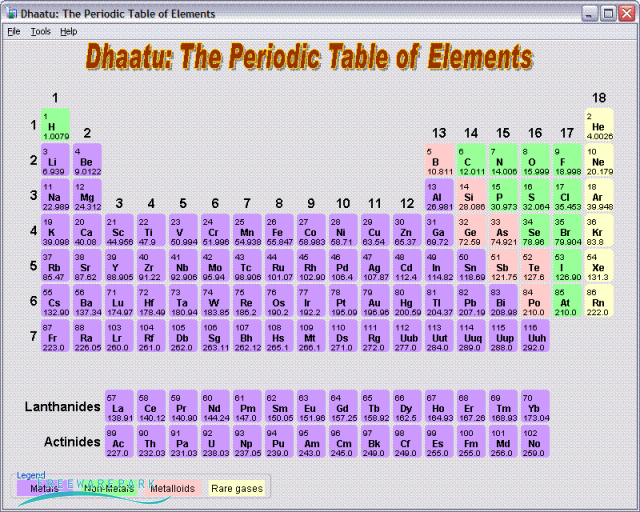 Dhaatu: The Periodic Table of Elements
File Tools Help
Dhaatu: The Periodic Table of Elements
1 18
1 2
1 H He
1.0079 2 13 14 15 16 17 4.0026
3 4 5 6 7 8 9 10
2 Li Be B C N O F Ne
6.939 9.0122 10.811 12.011 14.006 15.999 18.998 20.179
11 12 13 14 15 16 17 18
3 Na Mg Al Si P S Cl Ar
22.989 24.312 3 4 5 6 7 8 9 10 11 12 26.981 28.086 30.973 32.064 35.453 39.948
19 20 21 22 23 24 25 26 27 28 29 30 31 32 33 34 35 36
4 K Ca Sc Ti V Cr Mn Fe Co Ni Cu Zn Ga Ge As Se Br Kr
39.098 40.08 44.956 47.9 50.994 51.996 54.938 55.847 58.983 58.71 63.54 65.37 69.72 72.59 74.921 78.96 79.904 83.8
37 38 39 40 41 42 43 44 45 46 47 48 49 50 51 52 53 54
5 Rb Sr Y Zr Nb Mo Tc Ru Rh Pd Ag Cd In Sn Sb Te I Xe
85.47 87.62 88.905 91.22 92.906 95.94 98.906 101.07 102.90 106.4 107.87 112.4 114.82 118.69 121.75 127.6 126.90 131.3
55 56 71 72 73 74 75 76 77 78 79 80 81 82 83 84 85 86
6 Cs Ba Lu Hf Ta W Re Os Ir Pt Au Hg Tl Pb Bi Po At Rn
132.90 137.34 174.97 178.49 180.94 183.85 186.2 190.2 192.2 195.09 196.96 200.59 204.37 207.19 208.98 210.0 210.0 222.0
87 88 103 104 105 106 107 108 109 110 111 112 113 114 115 116
7 Fr Ra Lr Rf Db Sg Bh Hs Mt Ds Rg Uub Uut Uuq Uup Uuh
223.0 226.05 260.0 261.0 262.0 263.11 262.12 265.1 266.1 271.0 272.0 277.0 284.0 289.0 288.0 292.0
57 58 59 60 61 62 63 64 65 66 67 68 69 70
Lanthanides La Ce Pr Nd Pm Sm Eu Gd Tb Dy Ho Er Tm Yb
138.91 140.12 140.90 144.24 147.0 150.05 151.96 157.25 158.92 162.5 164.93 167.26 168.93 173.04
89 90 91 92 93 94 95 96 97 98 99 100 101 102
Actinides Ac Th Pa U Np Pu Am Cm Bk Cf Es Fm Md No
227.0 232.03 231.03 238.03 237.05 239.0 243.0 245.0 249.0 249.0 255.0 255.0 256.0 259.0
Legend
Metals Non-Metals Metalloids Rare gases
FREEWAREPARK